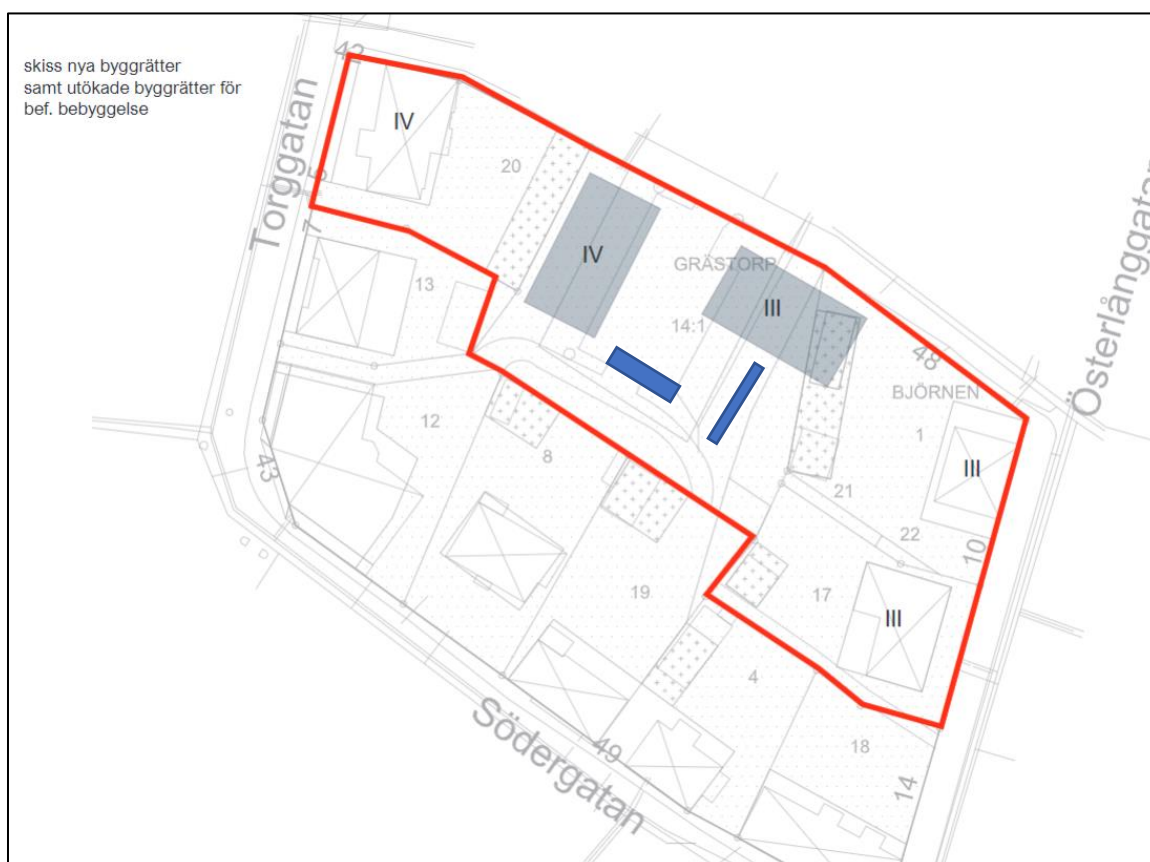 skiss nya byggrätter
samt utökade byggrätter för
bef. bebyggelse
42
Torggatan
IV
20
5
7
IV
GRÄSTORP
III
14:1
13
48
BJÖRNEN
Österlånggatan
12
8
1
III
43
21
22
10
19
17
III
4
Södergatan
49
18
14